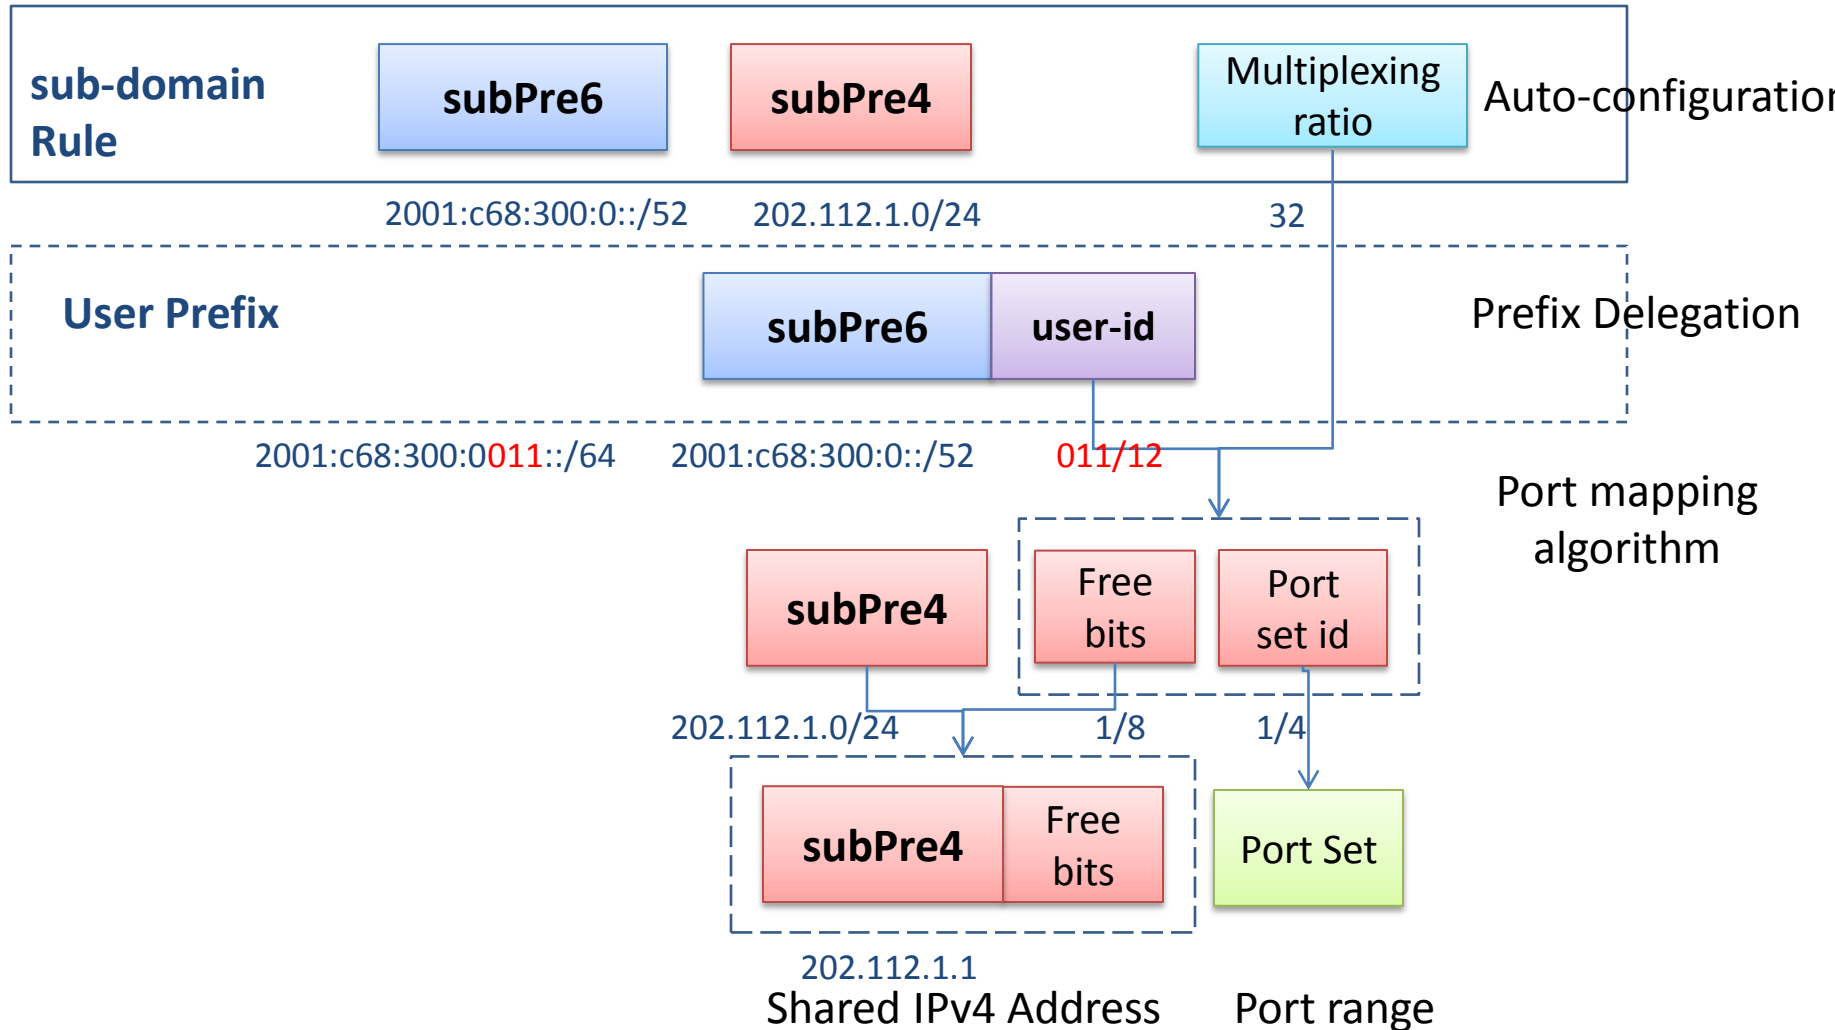 sub-domain
Rule
subPre6
subPre4
Multiplexing
ratio
Auto-configuration
2001:c68:300:0::/52
202.112.1.0/24
32
User Prefix
subPre6
user-id
Prefix Delegation
2001:c68:300:0011::/64
2001:c68:300:0::/52
011/12
Port mapping
algorithm
subPre4
Free
bits
Port
set id
202.112.1.0/24
1/8
1/4
subPre4
Free
bits
Port Set
202.112.1.1
Shared IPv4 Address
Port range